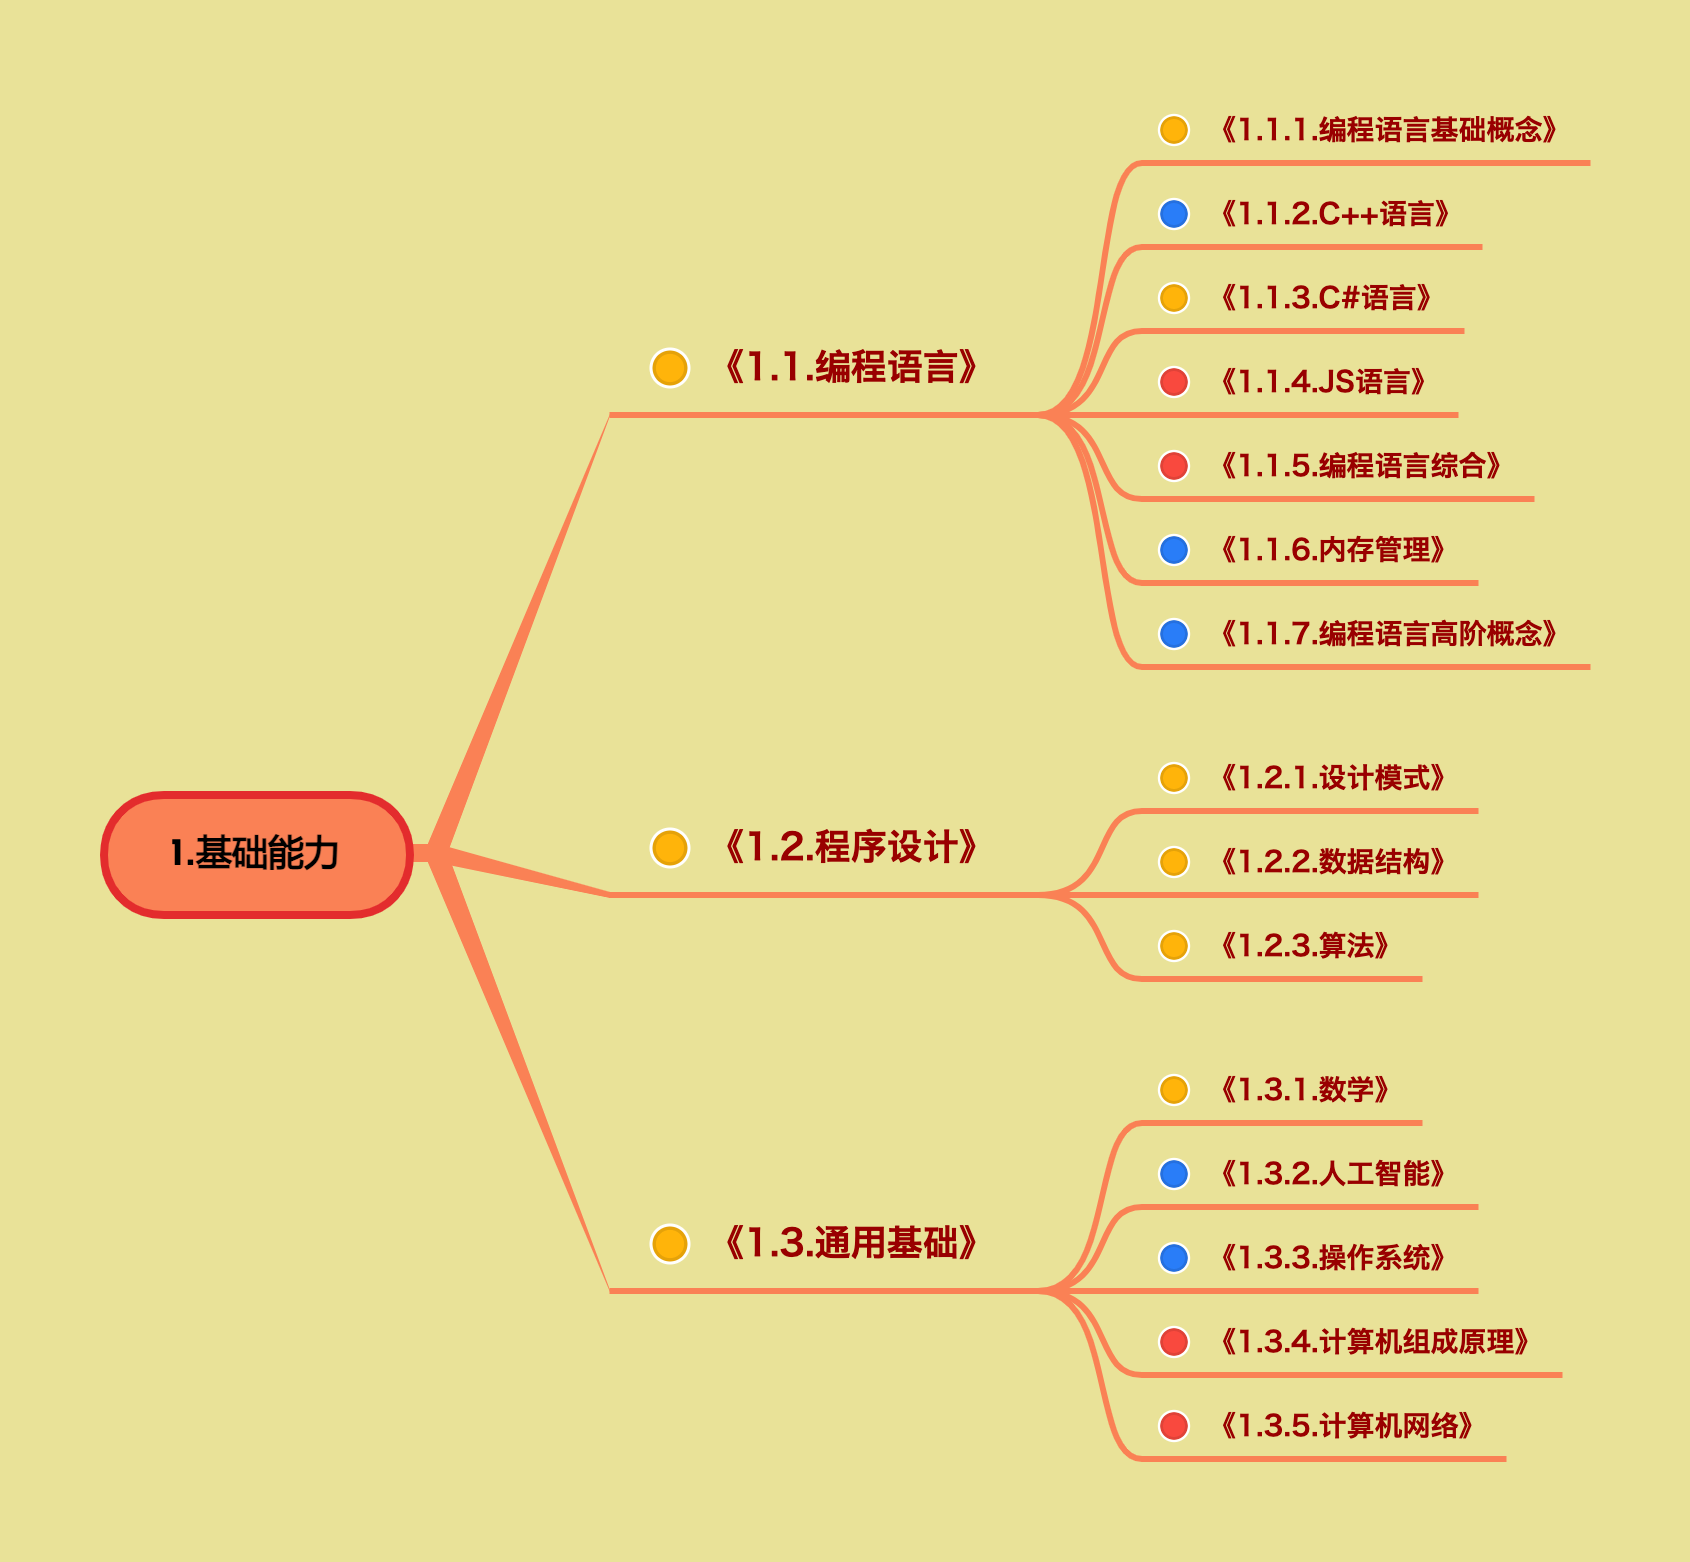 1.基础能力
《1.1.编程语言》
《1.1.1.编程语言基础概念》
《1.1.2.C++语言》
《1.1.3.C#语言》
《1.1.4.JS语言》
《1.1.5.编程语言综合》
《1.1.6.内存管理》
《1.1.7.编程语言高阶概念》
《1.2.程序设计》
《1.2.1.设计模式》
《1.2.2.数据结构》
《1.2.3.算法》
《1.3.通用基础》
《1.3.1.数学》
《1.3.2.人工智能》
《1.3.3.操作系统》
《1.3.4.计算机组成原理》
《1.3.5.计算机网络》